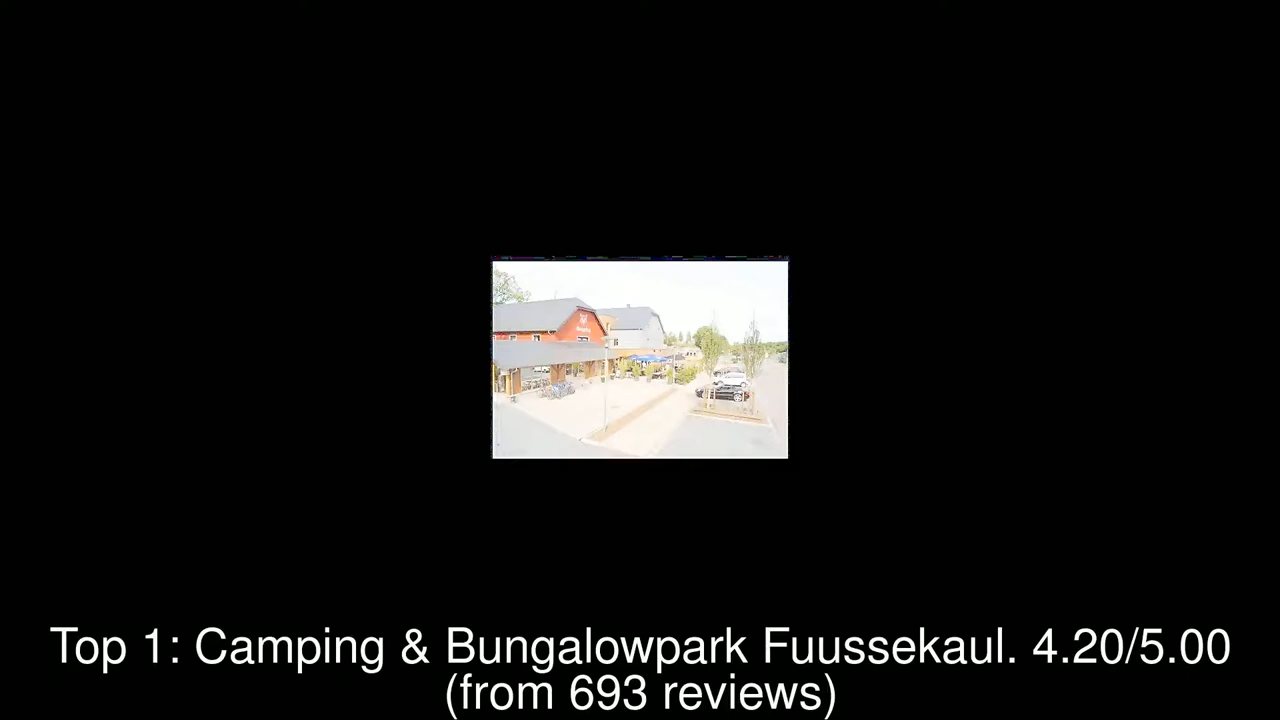 Top 1: Camping & Bungalowpark Fuussekaul. 4.20/5.00
(from 693 reviews)